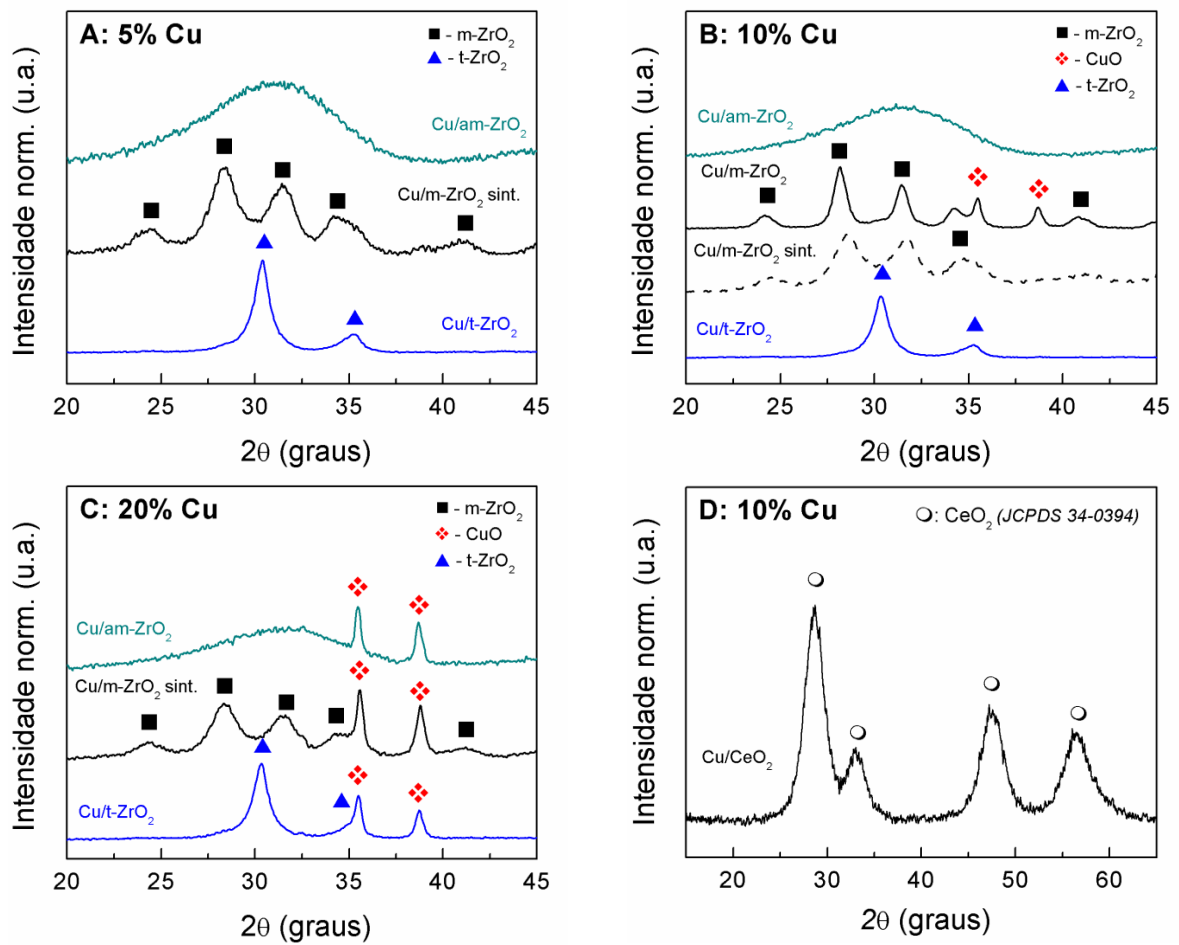 A: 5% Cu
■ - m-ZrO₂
▲ - t-ZrO₂
Cu/am-ZrO₂
Cu/m-ZrO₂ sint.
Cu/t-ZrO₂
Intensidade norm. (u.a.)
20 25 30 35 40 45
2θ (graus)
B: 10% Cu
■ - m-ZrO₂
❖ - CuO
▲ - t-ZrO₂
Cu/am-ZrO₂
Cu/m-ZrO₂
Cu/m-ZrO₂ sint.
Cu/t-ZrO₂
Intensidade norm. (u.a.)
20 25 30 35 40 45
2θ (graus)
C: 20% Cu
■ - m-ZrO₂
❖ - CuO
▲ - t-ZrO₂
Cu/am-ZrO₂
Cu/m-ZrO₂ sint.
Cu/t-ZrO₂
Intensidade norm. (u.a.)
20 25 30 35 40 45
2θ (graus)
D: 10% Cu
❍: CeO₂ (JCPDS 34-0394)
Cu/CeO₂
Intensidade norm. (u.a.)
20 30 40 50 60
2θ (graus)